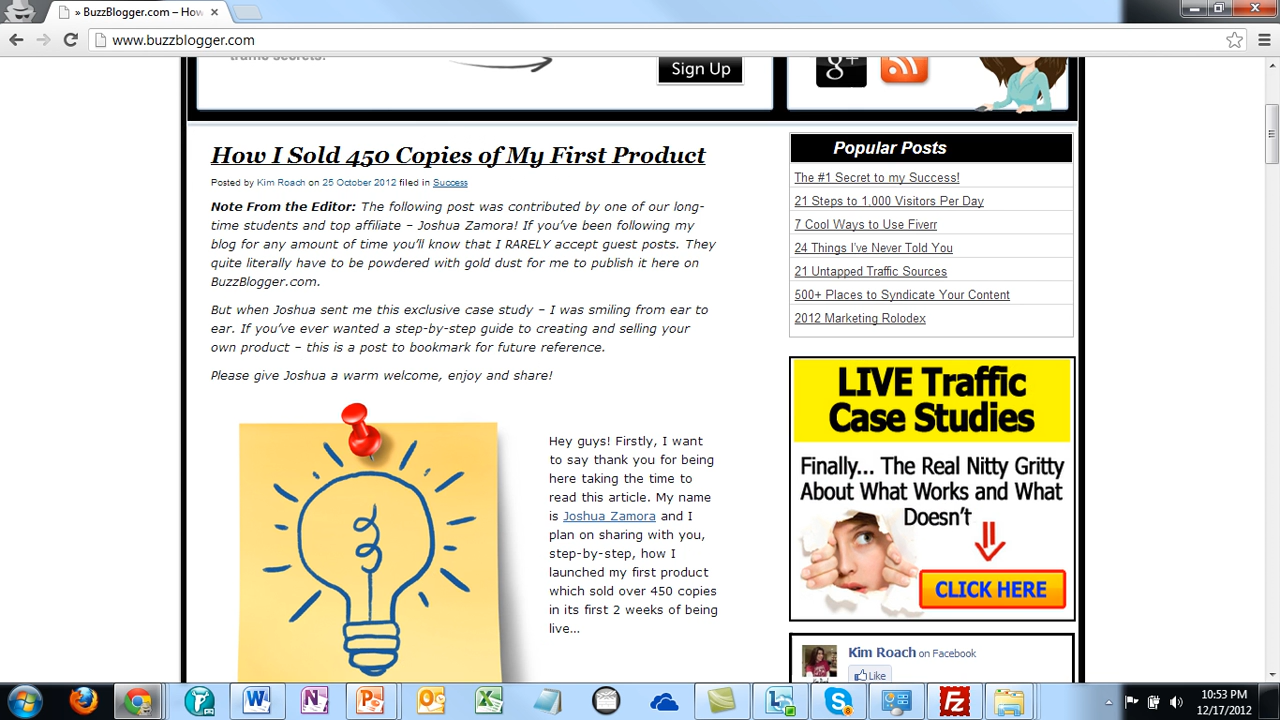 » BuzzBlogger.com – Hov
www.buzzblogger.com
traffic secrets!
Sign Up
g+
How I Sold 450 Copies of My First Product
Posted by Kim Roach on 25 October 2012 filed in Success
Note From the Editor: The following post was contributed by one of our long-
time students and top affiliate – Joshua Zamora! If you've been following my
blog for any amount of time you'll know that I RARELY accept guest posts. They
quite literally have to be powdered with gold dust for me to publish it here on
BuzzBlogger.com.
But when Joshua sent me this exclusive case study – I was smiling from ear to
ear. If you've ever wanted a step-by-step guide to creating and selling your
own product – this is a post to bookmark for future reference.
Please give Joshua a warm welcome, enjoy and share!
Hey guys! Firstly, I want
to say thank you for being
here taking the time to
read this article. My name
is Joshua Zamora and I
plan on sharing with you,
step-by-step, how I
launched my first product
which sold over 450 copies
in its first 2 weeks of being
live...
Popular Posts
The #1 Secret to my Success!
21 Steps to 1,000 Visitors Per Day
7 Cool Ways to Use Fiverr
24 Things I've Never Told You
21 Untapped Traffic Sources
500+ Places to Syndicate Your Content
2012 Marketing Rolodex
LIVE Traffic
Case Studies
Finally... The Real Nitty Gritty
About What Works and What
Doesn't
CLICK HERE
Kim Roach on Facebook
Like
10:53 PM
12/17/2012